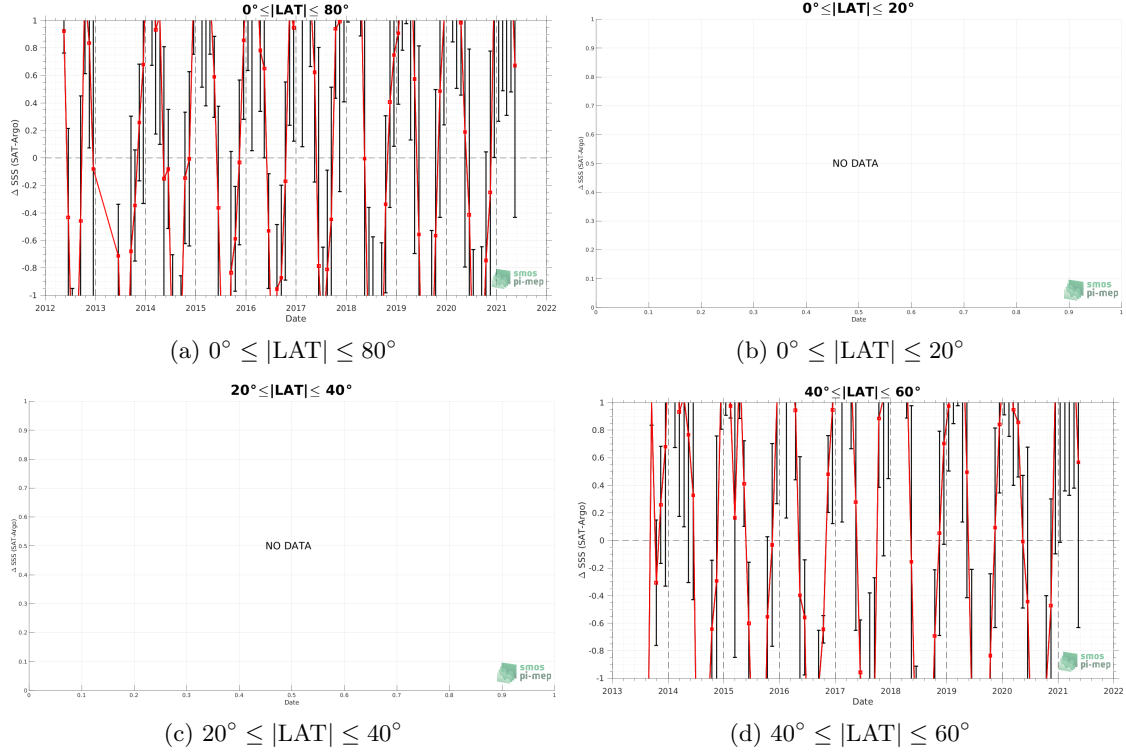 0°≤|LAT|≤ 80°
1
0.8
0.6
0.4
0.2
0
-0.2
-0.4
-0.6
-0.8
-1
Δ SSS (SAT-Argo)
2012 2013 2014 2015 2016 2017 2018 2019 2020 2021 2022
Date
smos
pi-mep
(a) 0° ≤ |LAT| ≤ 80°
0°≤|LAT|≤ 20°
1
0.9
0.8
0.7
0.6
0.5
0.4
0.3
0.2
0.1
0
Δ SSS (SAT-Argo)
NO DATA
0 0.1 0.2 0.3 0.4 0.5 0.6 0.7 0.8 0.9 1
Date
smos
pi-mep
(b) 0° ≤ |LAT| ≤ 20°
20°≤|LAT|≤ 40°
1
0.9
0.8
0.7
0.6
0.5
0.4
0.3
0.2
0.1
0
Δ SSS (SAT-Argo)
NO DATA
0 0.1 0.2 0.3 0.4 0.5 0.6 0.7 0.8 0.9 1
Date
smos
pi-mep
(c) 20° ≤ |LAT| ≤ 40°
40°≤|LAT|≤ 60°
1
0.8
0.6
0.4
0.2
0
-0.2
-0.4
-0.6
-0.8
-1
Δ SSS (SAT-Argo)
2013 2014 2015 2016 2017 2018 2019 2020 2021 2022
Date
smos
pi-mep
(d) 40° ≤ |LAT| ≤ 60°